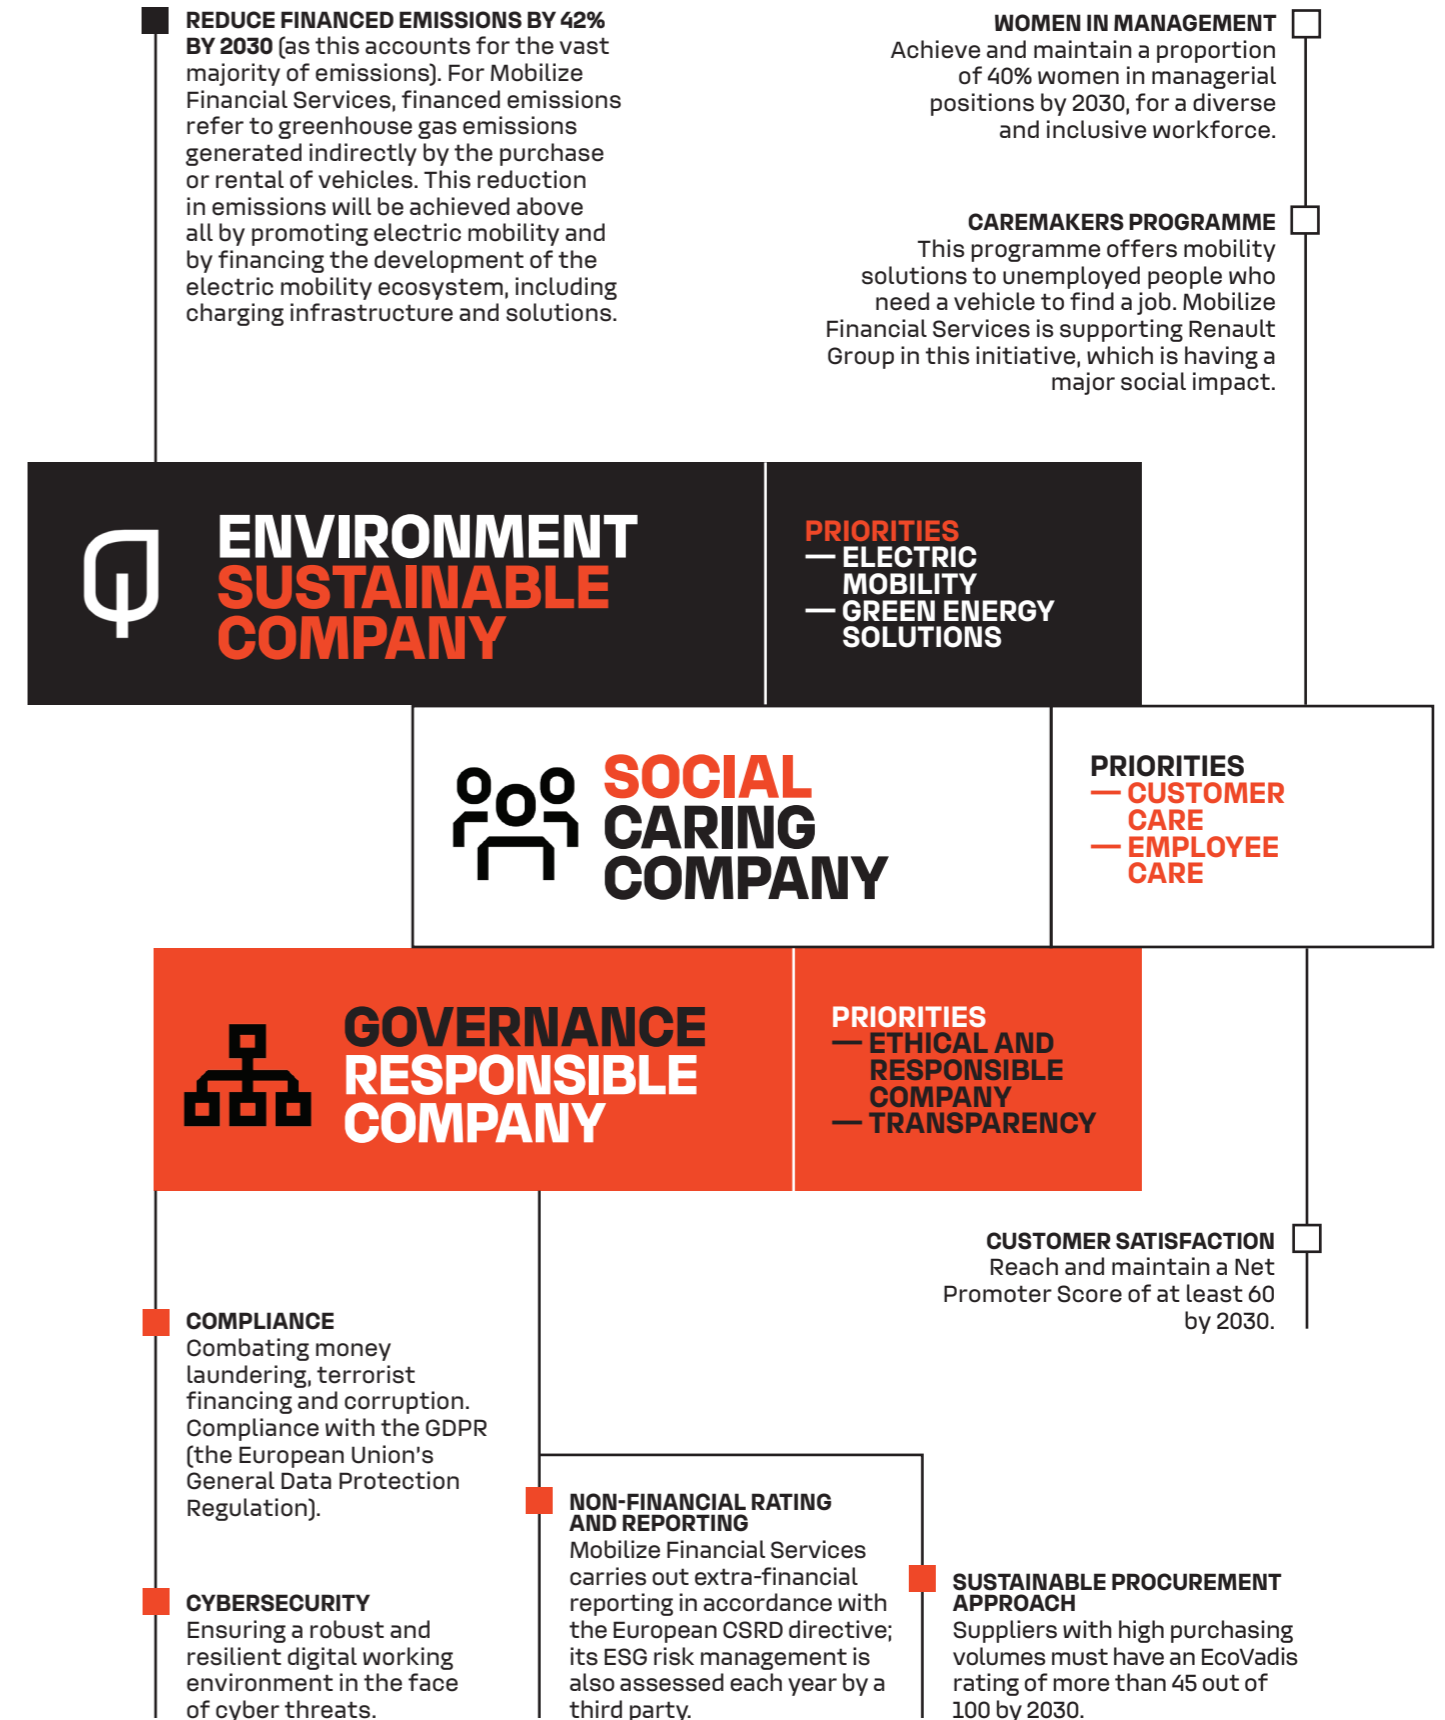 REDUCE FINANCED EMISSIONS BY 42%
BY 2030 (as this accounts for the vast
majority of emissions). For Mobilize
Financial Services, financed emissions
refer to greenhouse gas emissions
generated indirectly by the purchase
or rental of vehicles. This reduction
in emissions will be achieved above
all by promoting electric mobility and
by financing the development of the
electric mobility ecosystem, including
charging infrastructure and solutions.
WOMEN IN MANAGEMENT
Achieve and maintain a proportion
of 40% women in managerial
positions by 2030, for a diverse
and inclusive workforce.
CAREMAKERS PROGRAMME
This programme offers mobility
solutions to unemployed people who
need a vehicle to find a job. Mobilize
Financial Services is supporting Renault
Group in this initiative, which is having a
major social impact.
ENVIRONMENT
SUSTAINABLE
COMPANY
PRIORITIES
— ELECTRIC
MOBILITY
— GREEN ENERGY
SOLUTIONS
SOCIAL
CARING
COMPANY
PRIORITIES
— CUSTOMER
CARE
— EMPLOYEE
CARE
GOVERNANCE
RESPONSIBLE
COMPANY
PRIORITIES
— ETHICAL AND
RESPONSIBLE
COMPANY
— TRANSPARENCY
CUSTOMER SATISFACTION
Reach and maintain a Net
Promoter Score of at least 60
by 2030.
COMPLIANCE
Combating money
laundering, terrorist
financing and corruption.
Compliance with the GDPR
(the European Union's
General Data Protection
Regulation).
CYBERSECURITY
Ensuring a robust and
resilient digital working
environment in the face
of cyber threats.
NON-FINANCIAL RATING
AND REPORTING
Mobilize Financial Services
carries out extra-financial
reporting in accordance with
the European CSRD directive;
its ESG risk management is
also assessed each year by a
third party.
SUSTAINABLE PROCUREMENT
APPROACH
Suppliers with high purchasing
volumes must have an EcoVadis
rating of more than 45 out of
100 by 2030.